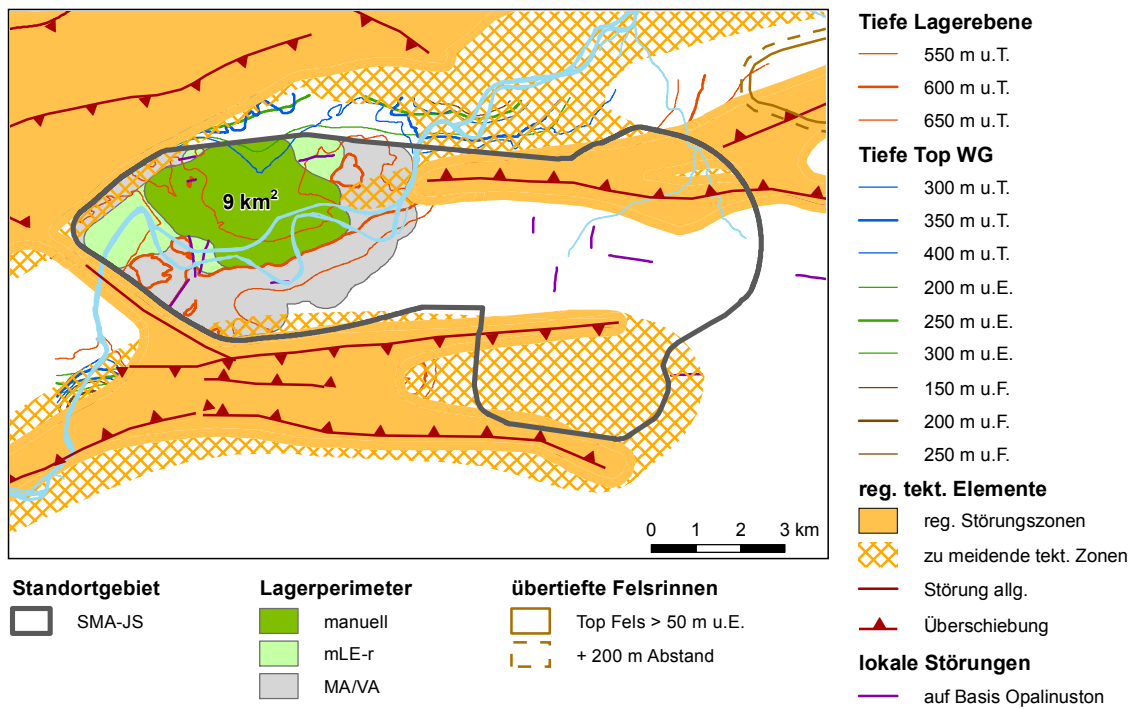 9 km²
0 1 2 3 km
Tiefe Lagerebene
550 m u.T.
600 m u.T.
650 m u.T.
Tiefe Top WG
300 m u.T.
350 m u.T.
400 m u.T.
200 m u.E.
250 m u.E.
300 m u.E.
150 m u.F.
200 m u.F.
250 m u.F.
reg. tekt. Elemente
reg. Störungszonen
zu meidende tekt. Zonen
Störung allg.
Überschiebung
lokale Störungen
auf Basis Opalinuston
Standortgebiet
SMA-JS
Lagerperimeter
manuell
mLE-r
MA/VA
übertiefte Felsrinnen
Top Fels > 50 m u.E.
+ 200 m Abstand